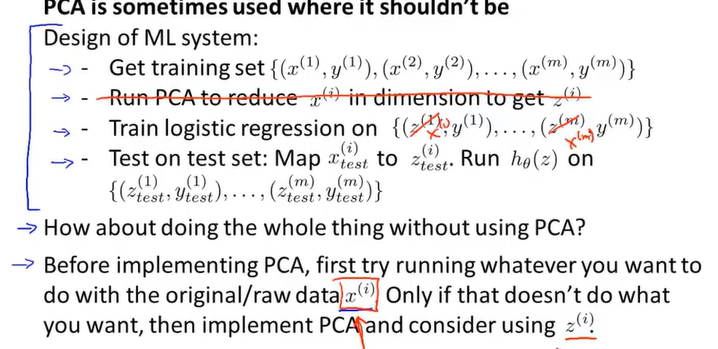 PCA is sometimes used where it shouldn't be
Design of ML system:
→ - Get training set {(x^{(1)}, y^{(1)}), (x^{(2)}, y^{(2)}), . . . , (x^{(m)}, y^{(m)})}
→ - Run PCA to reduce x^{(i)} in dimension to get z^{(i)}
→ - Train logistic regression on {(z^{(1)}, y^{(1)}), . . . , (z^{(m)}, y^{(m)})}
x^{(1)} x^{(m)}
→ - Test on test set: Map x_{test}^{(i)} to z_{test}^{(i)}. Run h_θ(z) on
{(z_{test}^{(1)}, y_{test}^{(1)}), . . . , (z_{test}^{(m)}, y_{test}^{(m)})}
→ How about doing the whole thing without using PCA?
→ Before implementing PCA, first try running whatever you want to
do with the original/raw data x^{(i)} Only if that doesn't do what
you want, then implement PCA and consider using z^{(i)}.